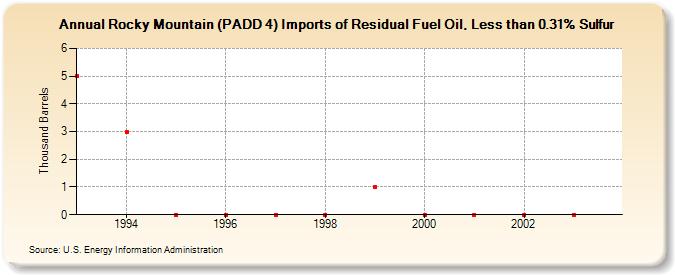 Annual Rocky Mountain (PADD 4) Imports of Residual Fuel Oil, Less than 0.31% Sulfur
Thousand Barrels
6
5
4
3
2
1
0
1994 1996 1998 2000 2002
Source: U.S. Energy Information Administration